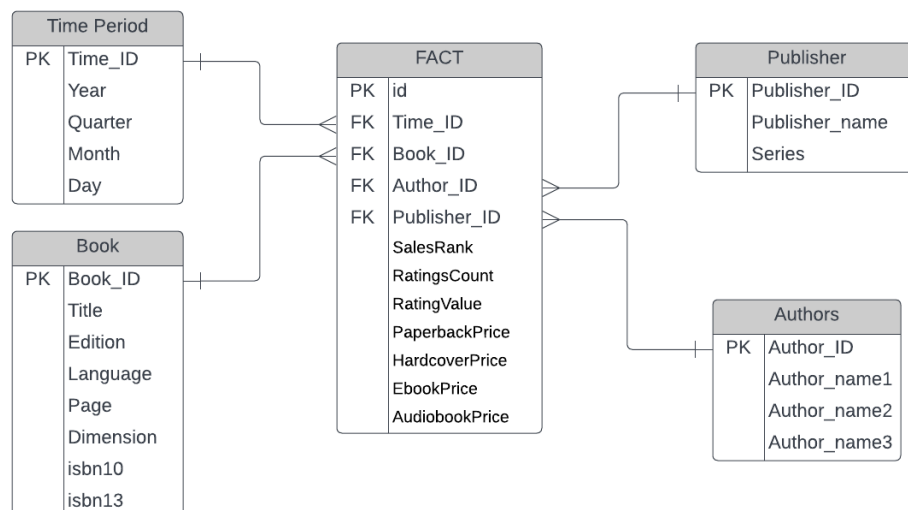 Time Period
PK Time_ID
Year
Quarter
Month
Day
Book
PK Book_ID
Title
Edition
Language
Page
Dimension
isbn10
isbn13
FACT
PK id
FK Time_ID
FK Book_ID
FK Author_ID
FK Publisher_ID
SalesRank
RatingsCount
RatingValue
PaperbackPrice
HardcoverPrice
EbookPrice
AudiobookPrice
Publisher
PK Publisher_ID
Publisher_name
Series
Authors
PK Author_ID
Author_name1
Author_name2
Author_name3